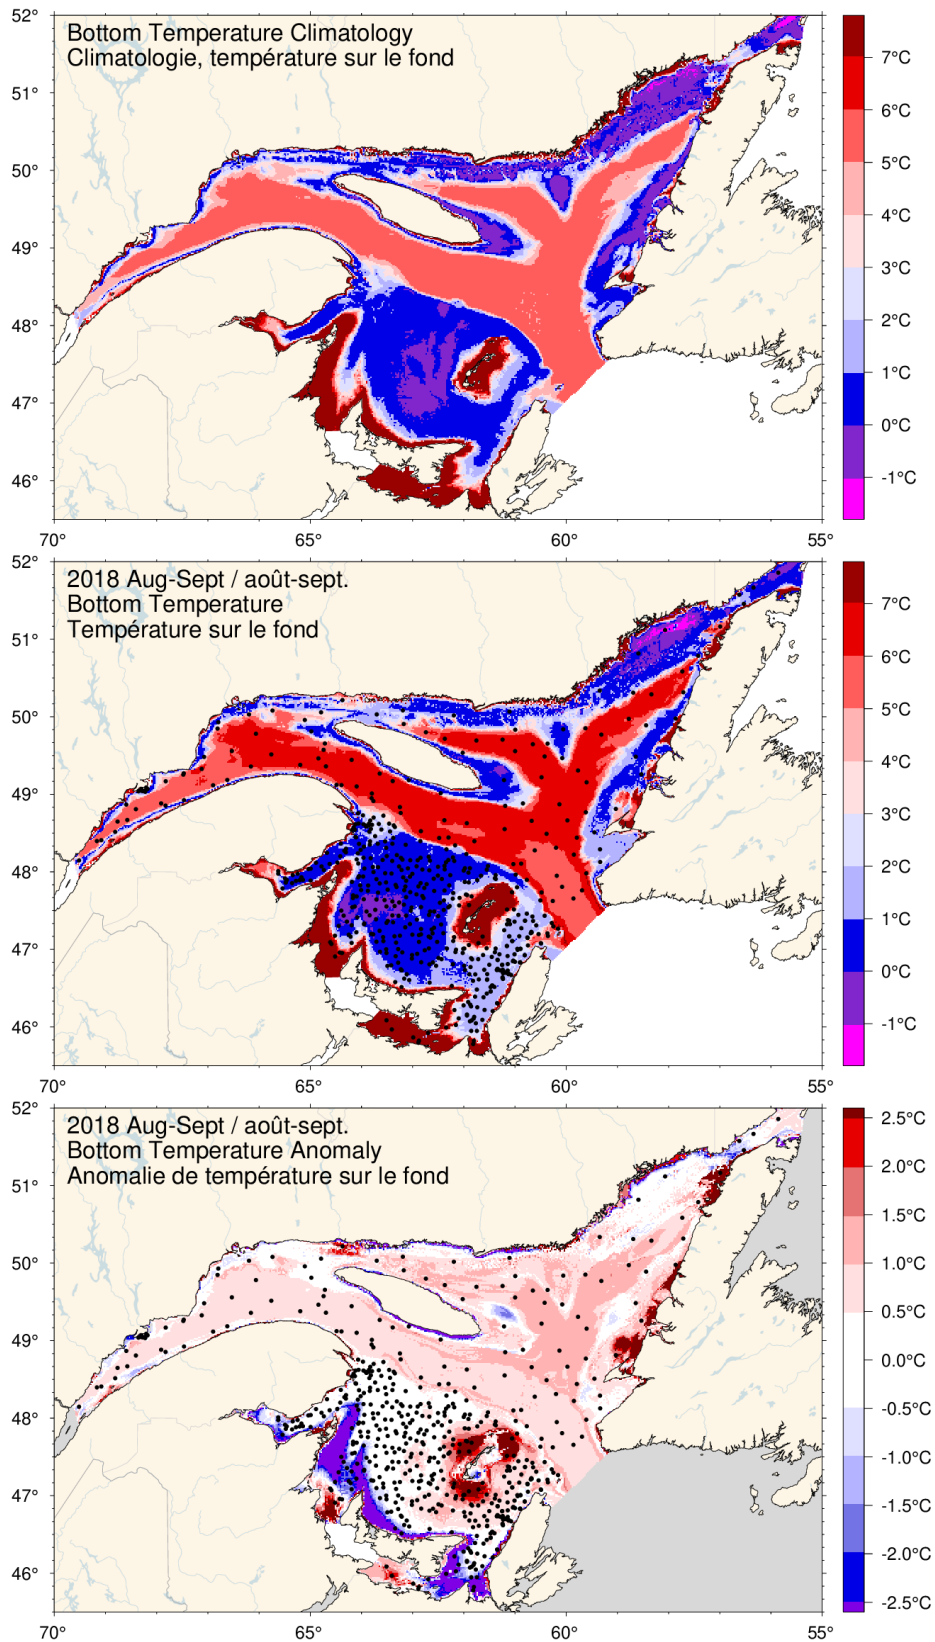 Bottom Temperature Climatology
Climatologie, température sur le fond
52°
51°
50°
49°
48°
47°
46°
70°
65°
60°
55°
7°C
6°C
5°C
4°C
3°C
2°C
1°C
0°C
-1°C
2018 Aug-Sept / août-sept.
Bottom Temperature
Température sur le fond
52°
51°
50°
49°
48°
47°
46°
70°
65°
60°
55°
7°C
6°C
5°C
4°C
3°C
2°C
1°C
0°C
-1°C
2018 Aug-Sept / août-sept.
Bottom Temperature Anomaly
Anomalie de température sur le fond
52°
51°
50°
49°
48°
47°
46°
70°
65°
60°
55°
2.5°C
2.0°C
1.5°C
1.0°C
0.5°C
0.0°C
-0.5°C
-1.0°C
-1.5°C
-2.0°C
-2.5°C